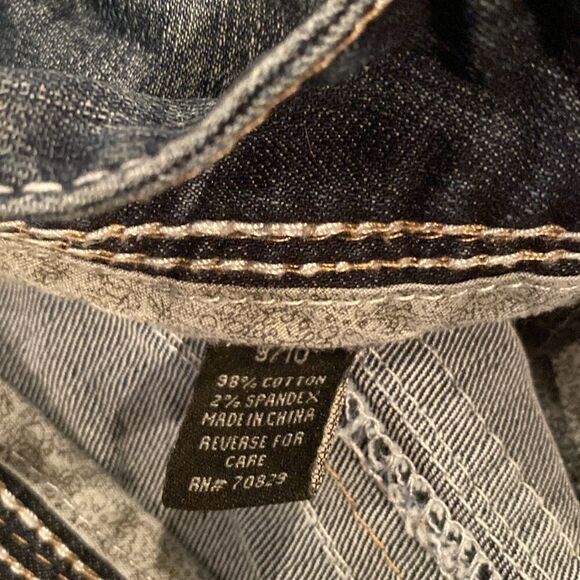 9/10
98% COTTON
2% SPANDEX
MADE IN CHINA
REVERSE FOR
CARE
RN# 70829